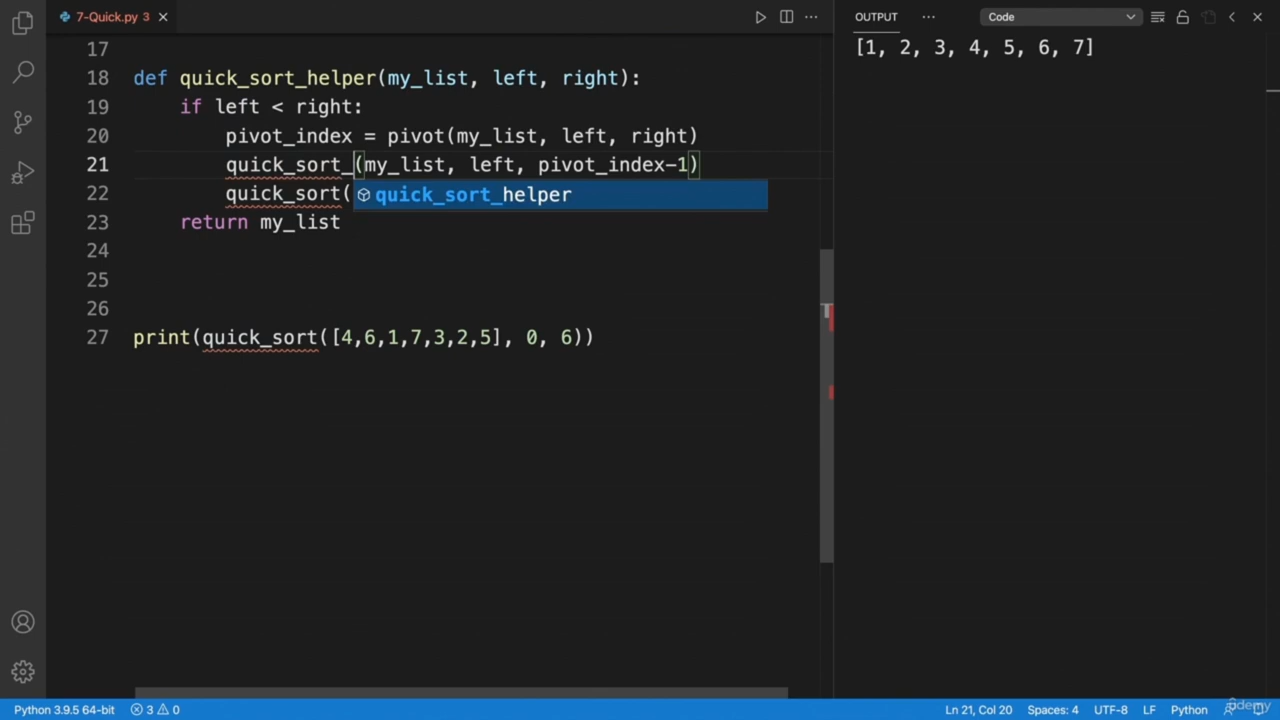 7-Quick.py 3
OUTPUT
Code
[1, 2, 3, 4, 5, 6, 7]
17
18 def quick_sort_helper(my_list, left, right):
19 if left < right:
20 pivot_index = pivot(my_list, left, right)
21 quick_sort_(my_list, left, pivot_index-1)
22 quick_sort(
quick_sort_helper
23 return my_list
24
25
26
27 print(quick_sort([4,6,1,7,3,2,5], 0, 6))
Python 3.9.5 64-bit 3 0 Ln 21, Col 20 Spaces: 4 UTF-8 LF Python
udemy